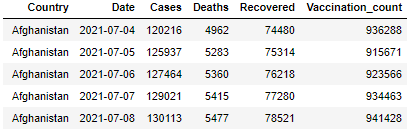 Country Date Cases Deaths Recovered Vaccination_count
Afghanistan 2021-07-04 120216 4962 74480 936288
Afghanistan 2021-07-05 125937 5283 75314 915671
Afghanistan 2021-07-06 127464 5360 76218 923566
Afghanistan 2021-07-07 129021 5415 77280 934463
Afghanistan 2021-07-08 130113 5477 78521 941428